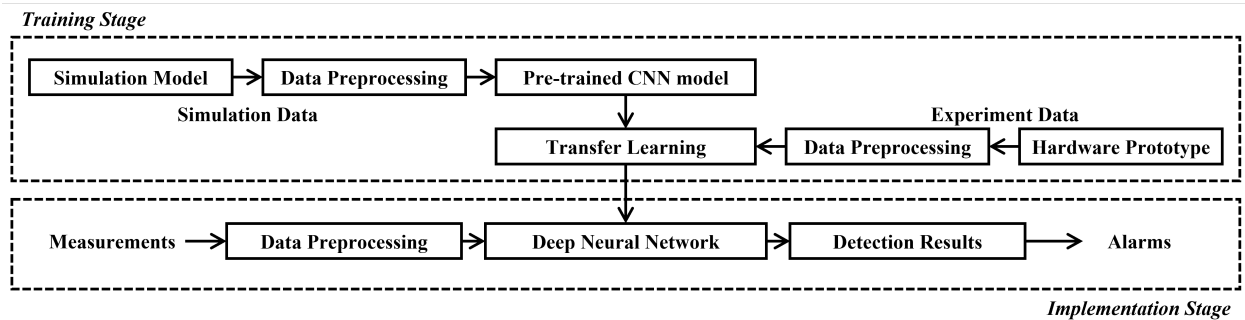 Training Stage
Simulation Model
Data Preprocessing
Pre-trained CNN model
Simulation Data
Experiment Data
Transfer Learning
Data Preprocessing
Hardware Prototype
Measurements
Data Preprocessing
Deep Neural Network
Detection Results
Alarms
Implementation Stage